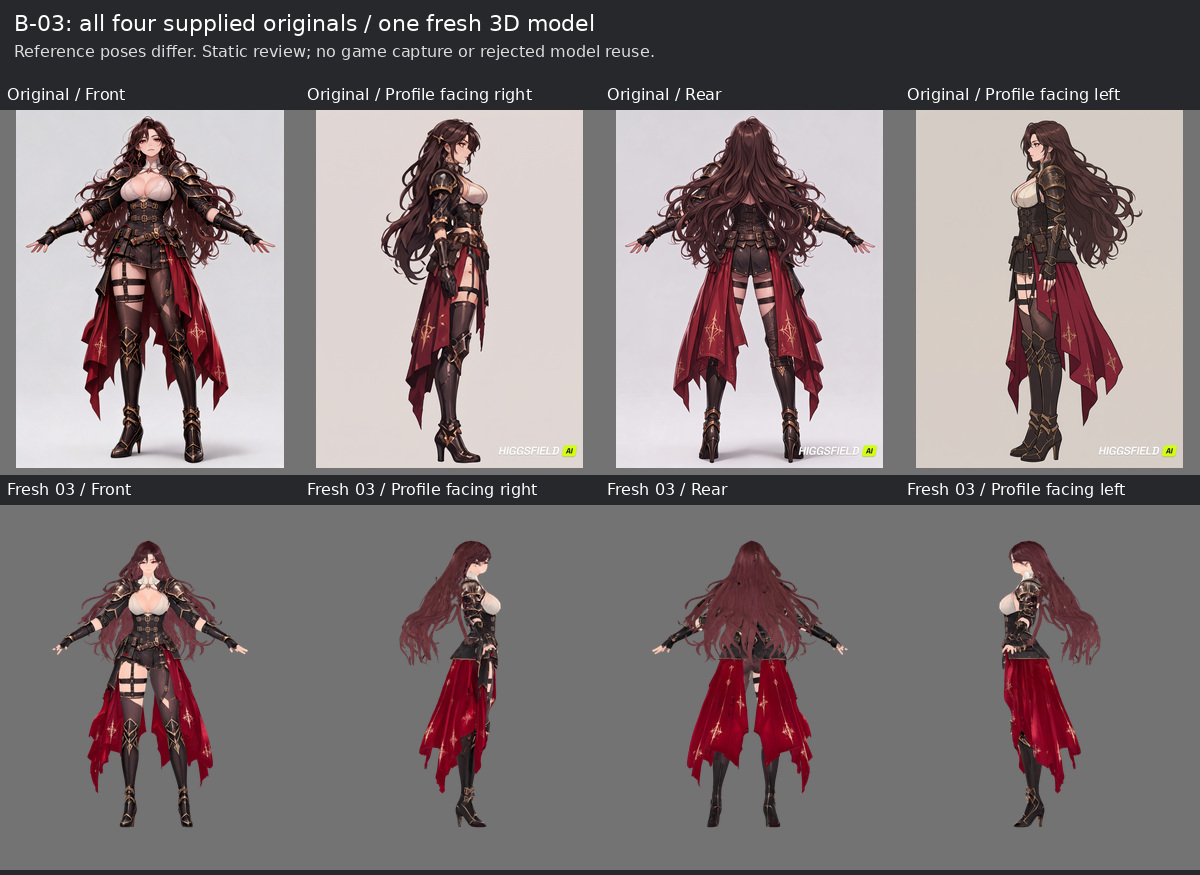 B-03: all four supplied originals / one fresh 3D model
Reference poses differ. Static review; no game capture or rejected model reuse.
Original / Front
Original / Profile facing right
Original / Rear
Original / Profile facing left
HIGGSFIELD AI
HIGGSFIELD AI
HIGGSFIELD AI
Fresh 03 / Front
Fresh 03 / Profile facing right
Fresh 03 / Rear
Fresh 03 / Profile facing left